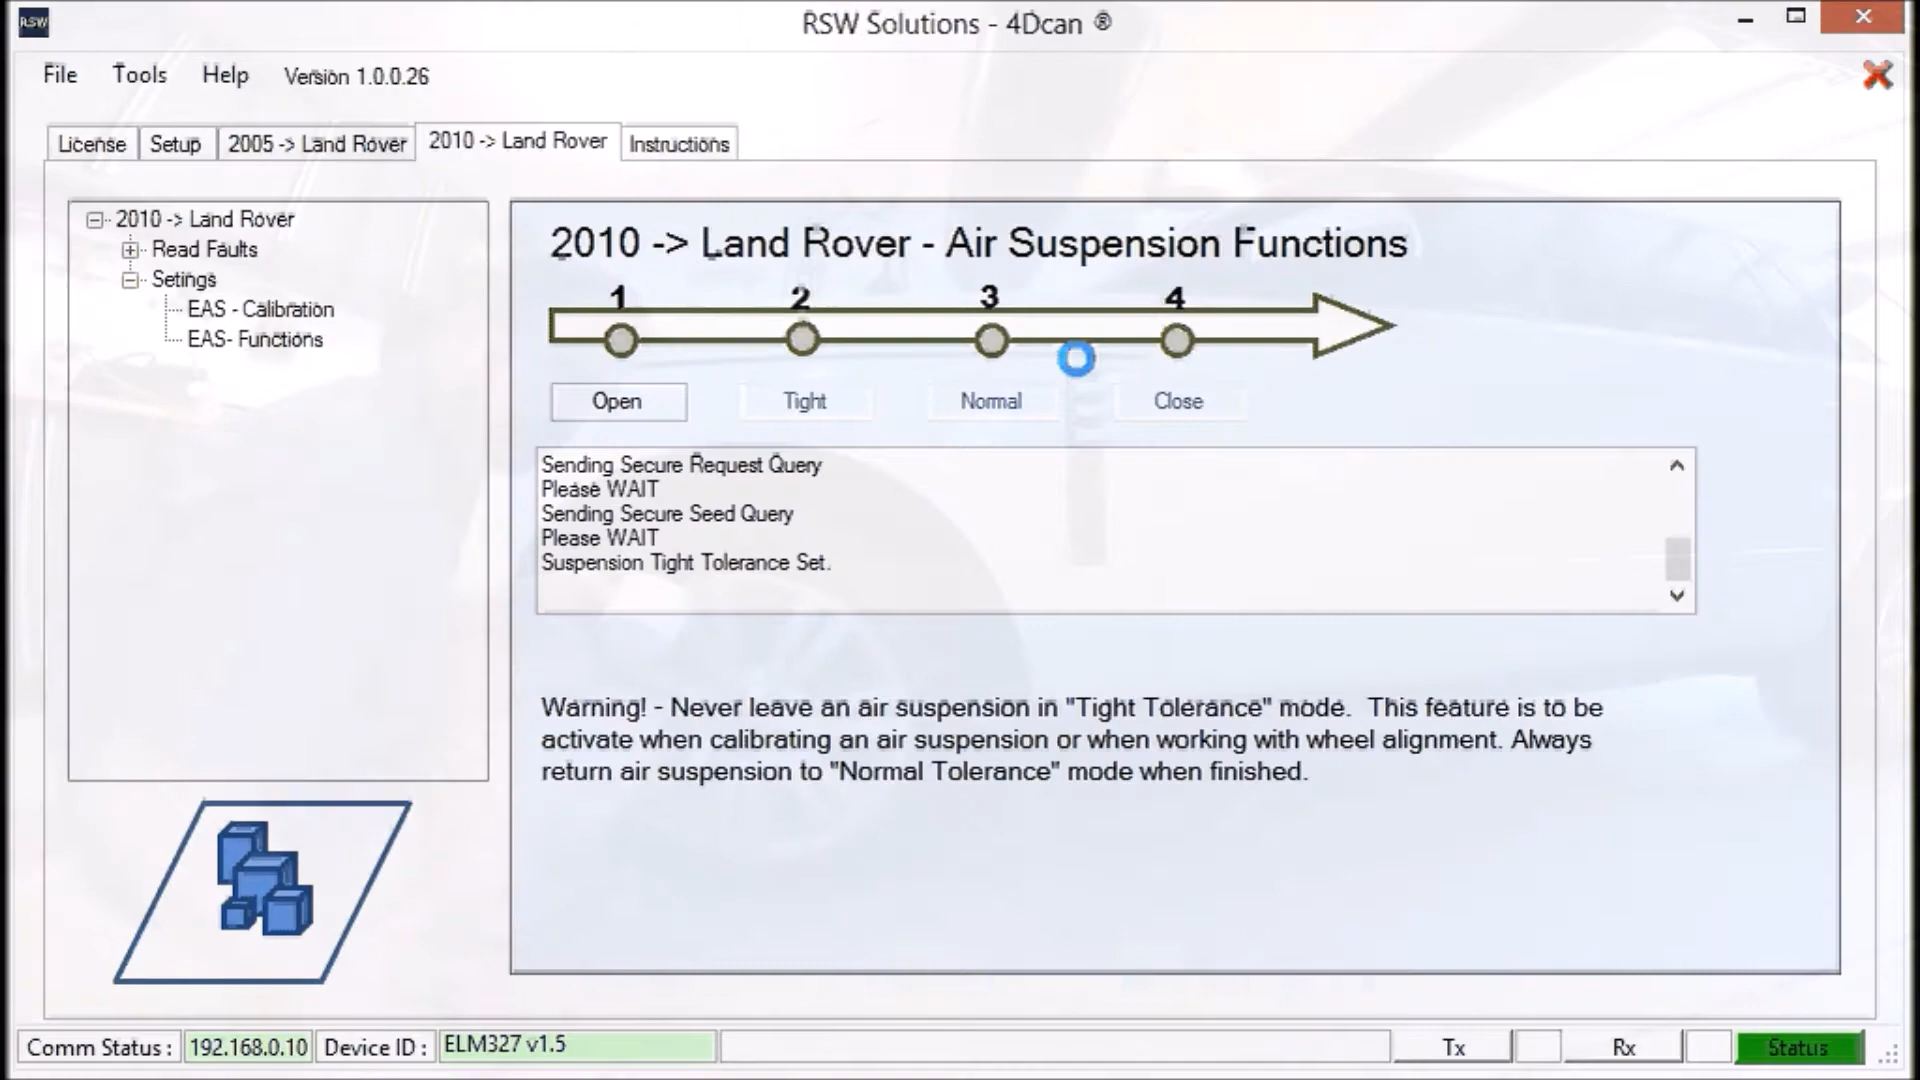 RSW
RSW Solutions - 4Dcan ®
File Tools Help Version 1.0.0.26
License Setup 2005 -> Land Rover 2010 -> Land Rover Instructions
2010 -> Land Rover
Read Faults
Setings
EAS - Calibration
EAS- Functions
2010 -> Land Rover - Air Suspension Functions
1 2 3 4
Open Tight Normal Close
Sending Secure Request Query
Please WAIT
Sending Secure Seed Query
Please WAIT
Suspension Tight Tolerance Set.
Warning! - Never leave an air suspension in "Tight Tolerance" mode. This feature is to be
activate when calibrating an air suspension or when working with wheel alignment. Always
return air suspension to "Normal Tolerance" mode when finished.
Comm Status : 192.168.0.10 Device ID : ELM327 v1.5 Tx Rx Status